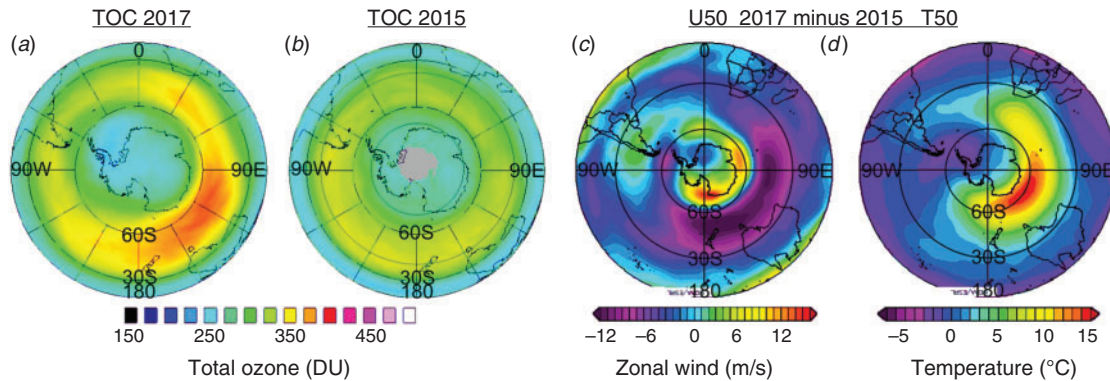 TOC 2017 TOC 2015 U50 2017 minus 2015 T50
(a) (b) (c) (d)
0 0 0 0
90W 90E 90W 90E 90W 90E 90W 90E
60S 60S 60S 60S
30S 30S 30S 30S
180 180 180 180
150 250 350 450 −12 −6 0 6 12 −5 0 5 10 15
Total ozone (DU) Zonal wind (m/s) Temperature (°C)